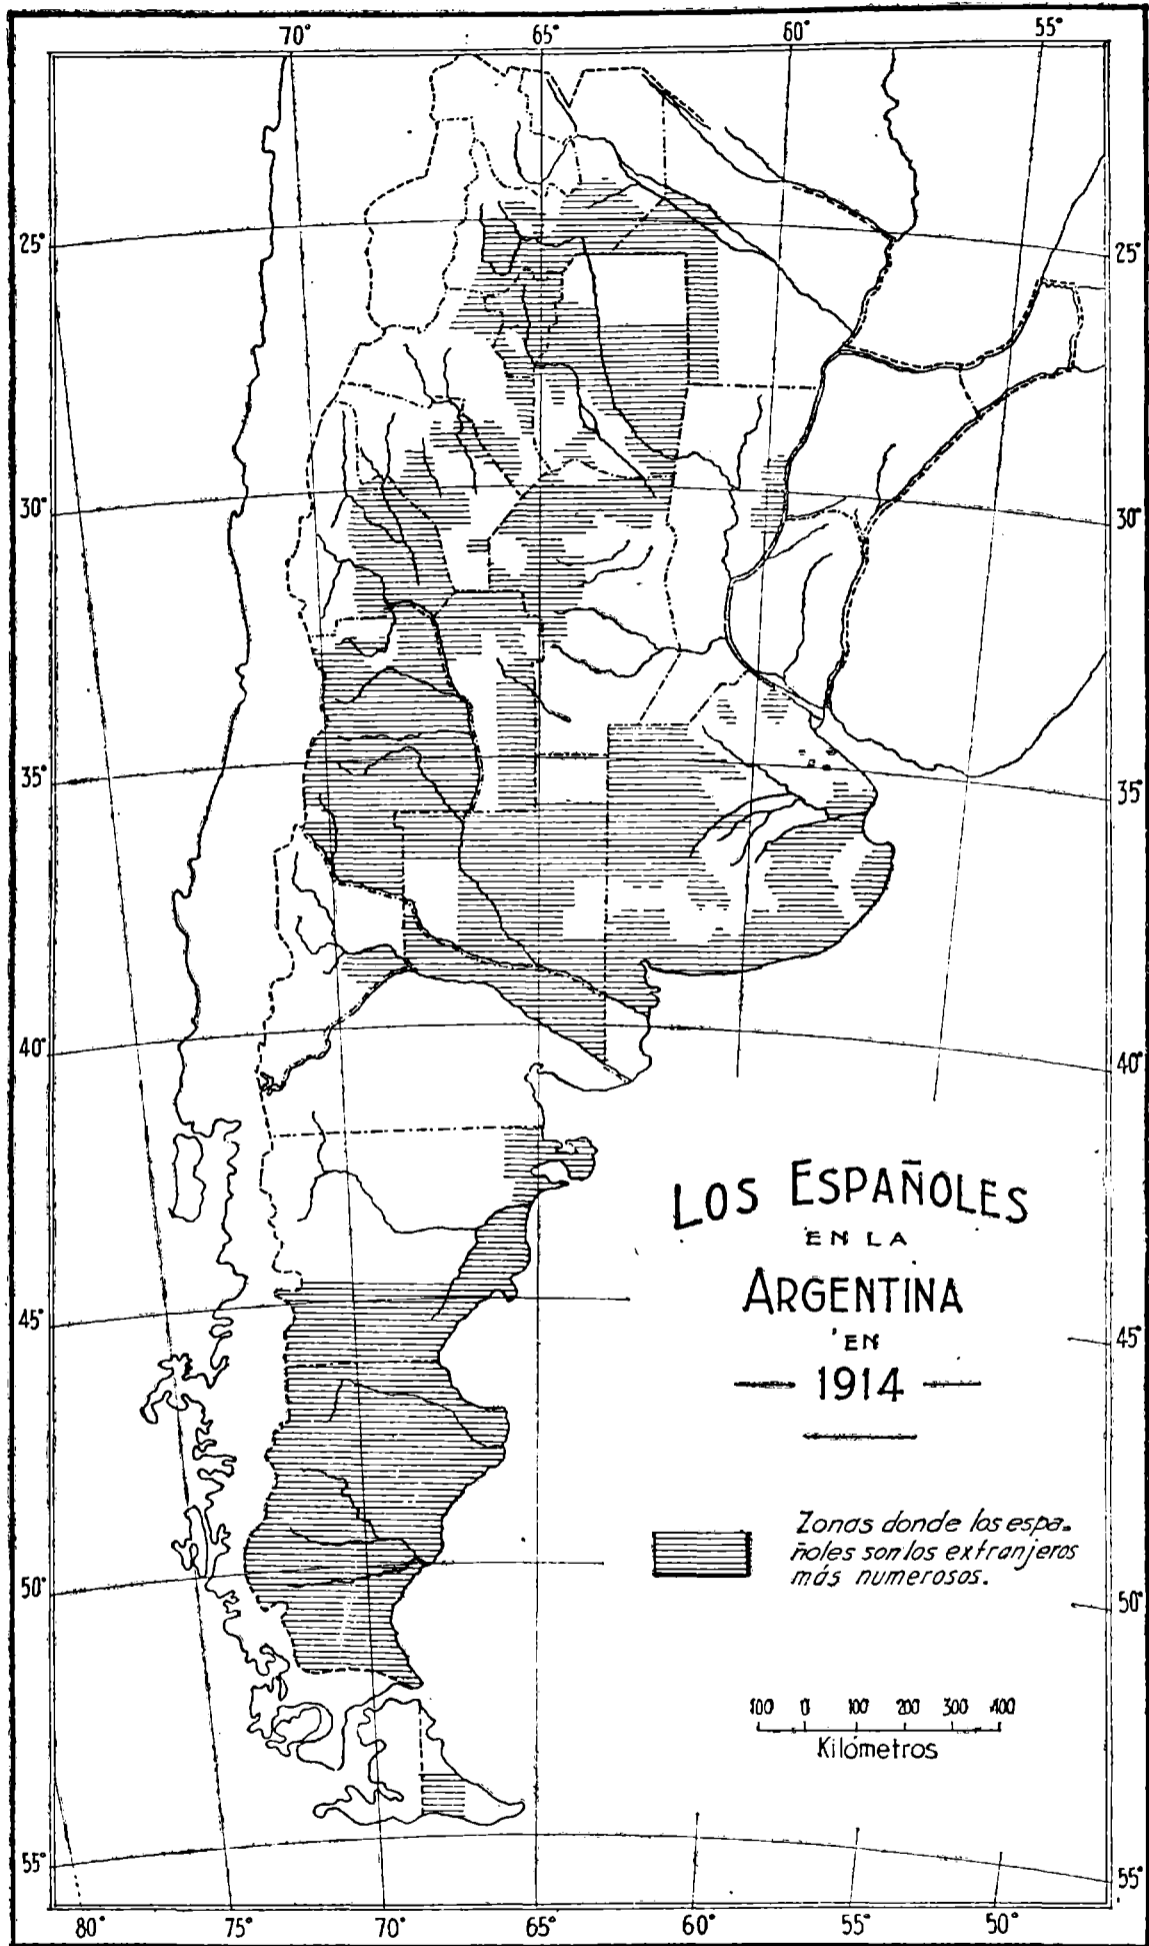 70° 65° 60° 55°
25° 25°
30° 30°
35° 35°
40° 40°
LOS ESPAÑOLES
EN LA
ARGENTINA
EN
1914
45° 45°
Zonas donde los espa-
ñoles son los extranjeros
más numerosos.
50° 50°
100 0 100 200 300 400
Kilómetros
55° 55°
80° 75° 70° 65° 60° 55° 50°